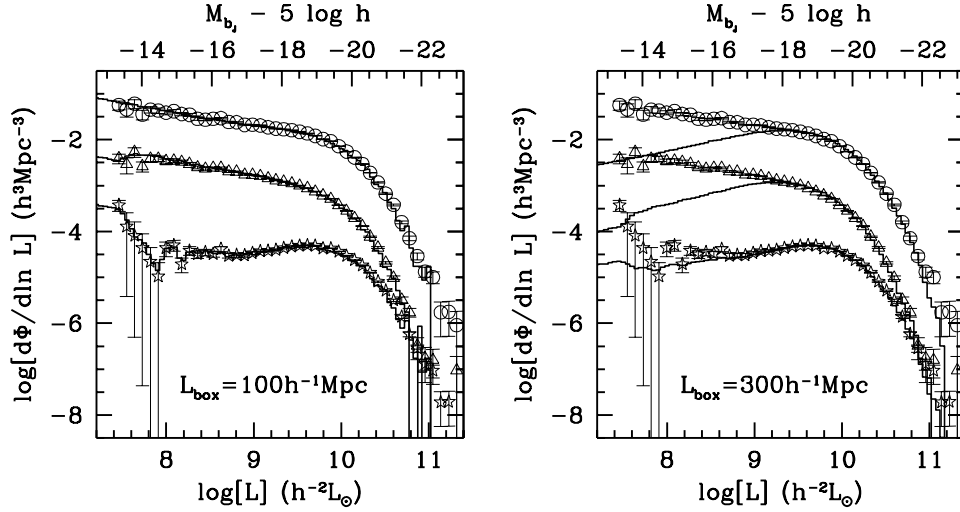 M_bJ − 5 log h
M_bJ − 5 log h
−14 −16 −18 −20 −22
−14 −16 −18 −20 −22
log[dΦ/dln L] (h³Mpc⁻³)
log[dΦ/dln L] (h³Mpc⁻³)
−2
−2
−4
−4
−6
−6
−8
−8
L_box=100h⁻¹Mpc
L_box=300h⁻¹Mpc
8 9 10 11
8 9 10 11
log[L] (h⁻²L⊙)
log[L] (h⁻²L⊙)